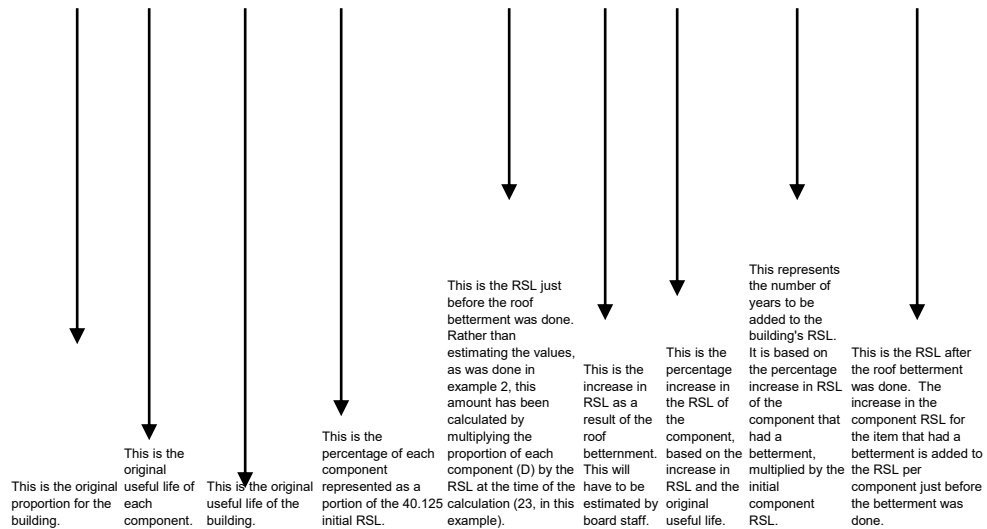 This is the original
proportion for the
building.
This is the
original
useful life of
each
component.
This is the original
useful life of the
building.
This is the
percentage of each
component
represented as a
portion of the 40.125
initial RSL.
This is the RSL just
before the roof
betterment was done.
Rather than
estimating the values,
as was done in
example 2, this
amount has been
calculated by
multiplying the
proportion of each
component (D) by the
RSL at the time of the
calculation (23, in this
example).
This is the
increase in
RSL as a
result of the
roof
betternment.
This will
have to be
estimated by
board staff.
This is the
percentage
increase in
the RSL of
the
component,
based on the
increase in
RSL and the
original
useful life.
This represents
the number of
years to be
added to the
building's RSL.
It is based on
the percentage
increase in RSL
of the
component that
had a
betterment,
multiplied by the
initial
component
RSL.
This is the RSL after
the roof betterment
was done.  The
increase in the
component RSL for
the item that had a
betterment is added to
the RSL per
component just before
the betterment was
done.